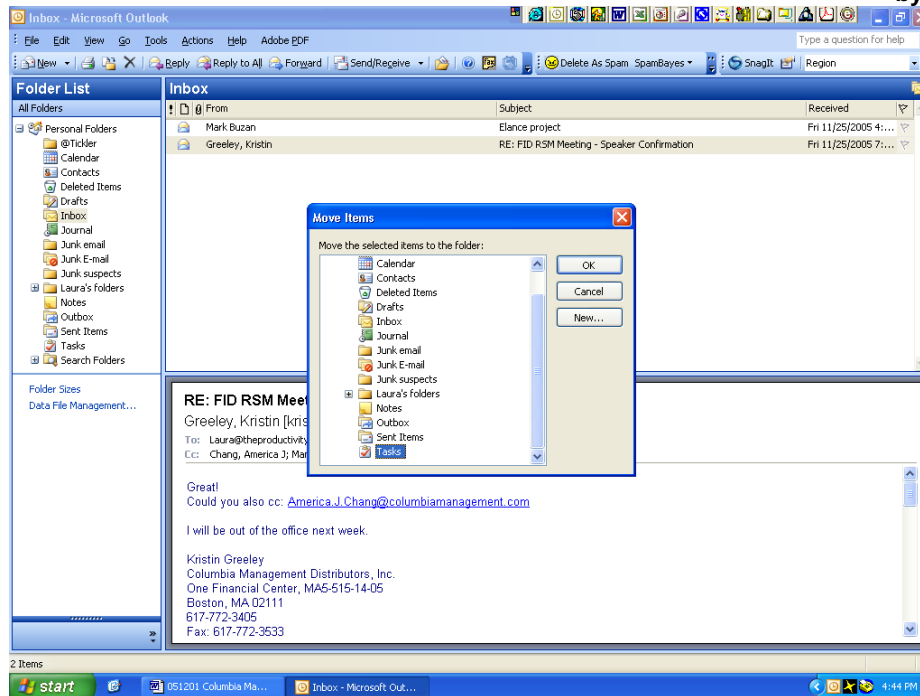 by
Inbox - Microsoft Outlook
File Edit View Go Tools Actions Help Adobe PDF
Type a question for help
New Reply Reply to All Forward Send/Receive Delete As Spam SpamBayes SnagIt Region
Folder List
Inbox
All Folders
From Subject Received
Mark Buzan Elance project Fri 11/25/2005 4:...
Greeley, Kristin RE: FID RSM Meeting - Speaker Confirmation Fri 11/25/2005 7:...
Personal Folders
@Tickler
Calendar
Contacts
Deleted Items
Drafts
Inbox
Journal
Junk email
Junk E-mail
Junk suspects
Laura's folders
Notes
Outbox
Sent Items
Tasks
Search Folders
Folder Sizes
Data File Management...
Move Items
Move the selected items to the folder:
Calendar
Contacts
Deleted Items
Drafts
Inbox
Journal
Junk email
Junk E-mail
Junk suspects
Laura's folders
Notes
Outbox
Sent Items
Tasks
OK
Cancel
New...
RE: FID RSM Meet
Greeley, Kristin [kris
To: Laura@theproductivity
Cc: Chang, America J; Mar
Great!
Could you also cc: America.J.Chang@columbiamanagement.com
I will be out of the office next week.
Kristin Greeley
Columbia Management Distributors, Inc.
One Financial Center, MA5-515-14-05
Boston, MA 02111
617-772-3405
Fax: 617-772-3533
2 Items
start
051201 Columbia Ma...
Inbox - Microsoft Out...
4:44 PM